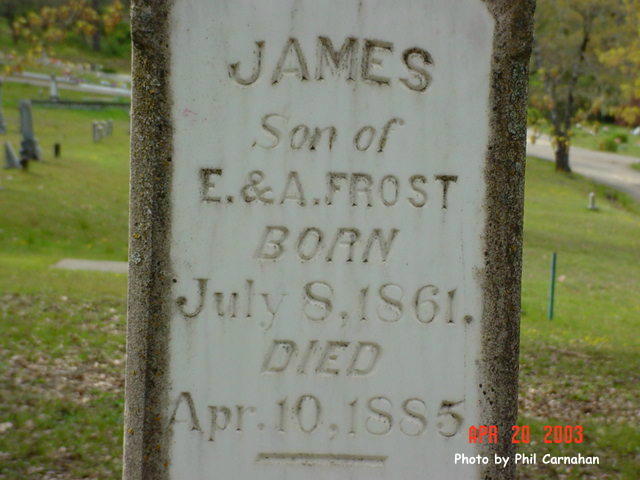 JAMES
Son of
E. & A. FROST
BORN
July 8, 1861.
DIED
Apr. 10, 1885
APR 20 2003
Photo by Phil Carnahan